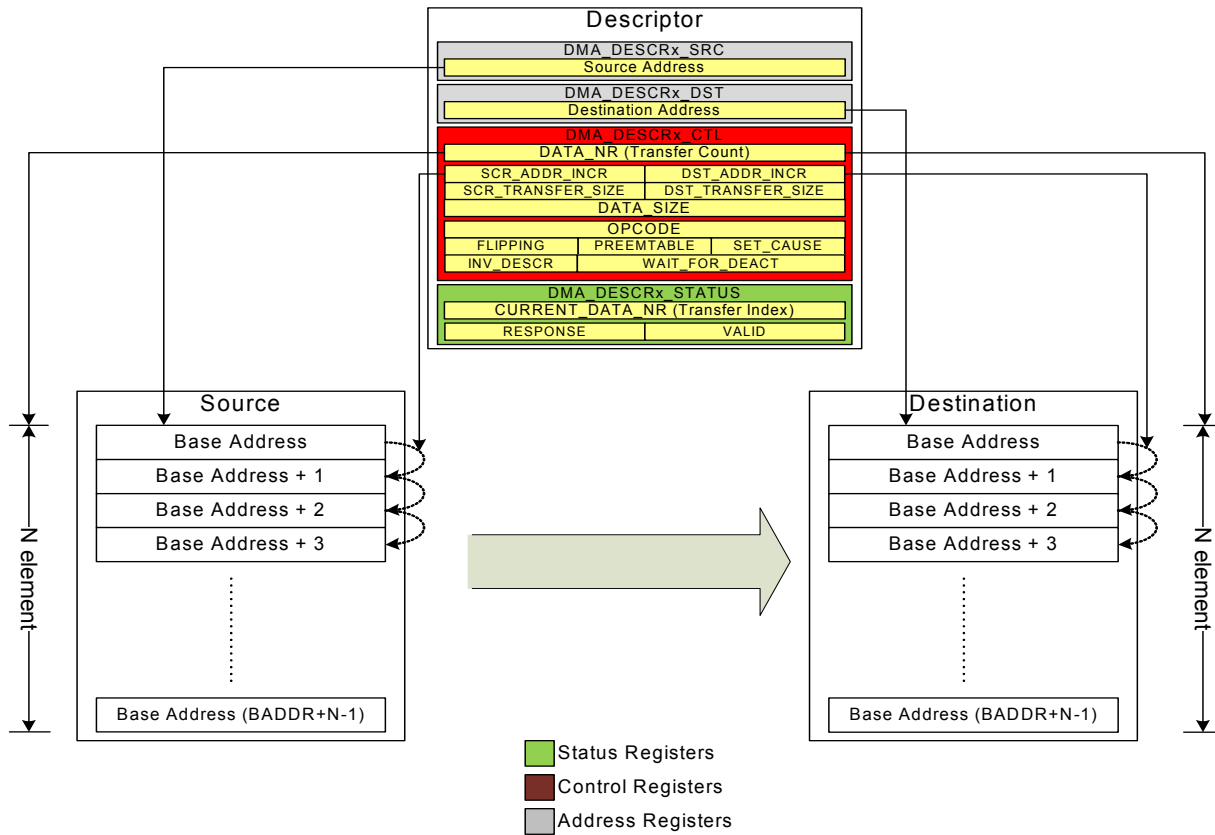 Descriptor
DMA_DESCRx_SRC
Source Address
DMA_DESCRx_DST
Destination Address
DMA_DESCRx_CTL
DATA_NR (Transfer Count)
SCR_ADDR_INCR DST_ADDR_INCR
SCR_TRANSFER_SIZE DST_TRANSFER_SIZE
DATA_SIZE
OPCODE
FLIPPING PREEMTABLE SET_CAUSE
INV_DESCR WAIT_FOR_DEACT
DMA_DESCRx_STATUS
CURRENT_DATA_NR (Transfer Index)
RESPONSE VALID
Source
Base Address
Base Address + 1
Base Address + 2
Base Address + 3
Base Address (BADDR+N-1)
N element
Destination
Base Address
Base Address + 1
Base Address + 2
Base Address + 3
Base Address (BADDR+N-1)
N element
Status Registers
Control Registers
Address Registers